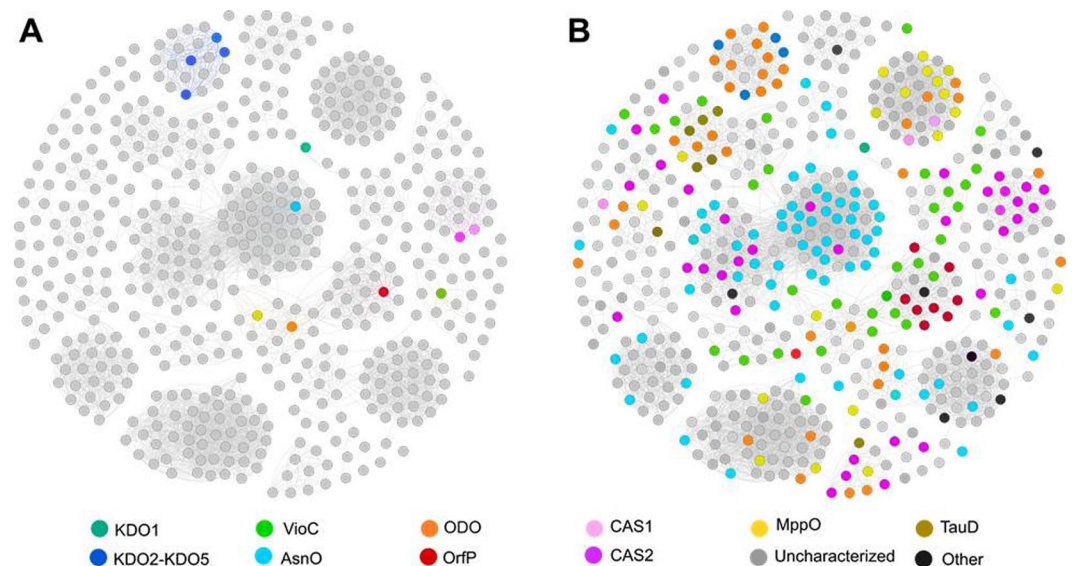 A B
KDO1 VioC ODO CAS1 MppO TauD
KDO2-KDO5 AsnO OrfP CAS2 Uncharacterized Other